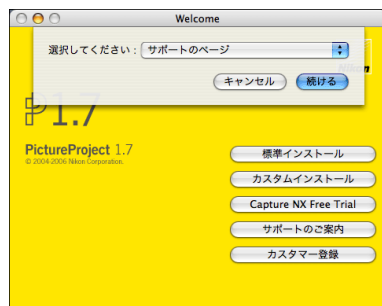 Welcome
選択してください : サポートのページ
キャンセル
続ける
Nikon
P1.7
PictureProject 1.7
© 2004-2006 Nikon Corporation.
標準インストール
カスタムインストール
Capture NX Free Trial
サポートのご案内
カスタマー登録